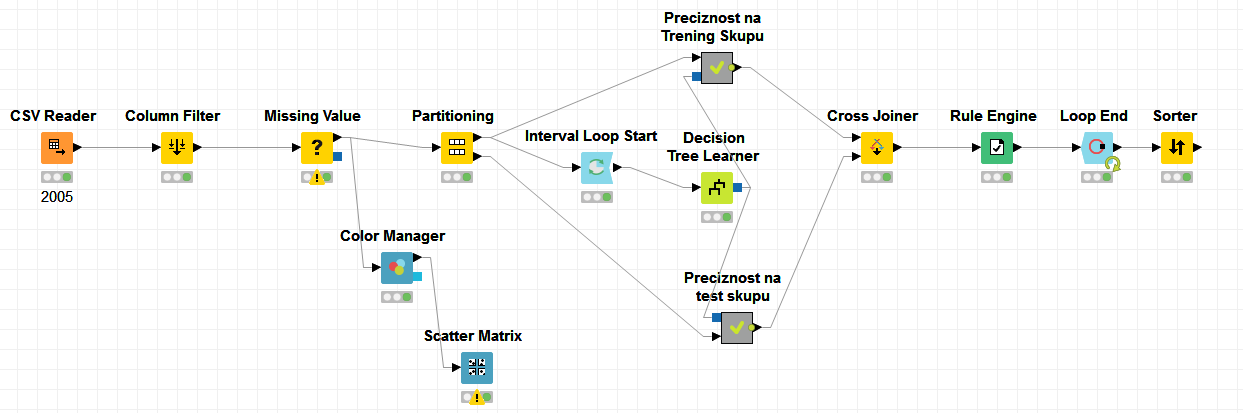 Preciznost na
Trening Skupu
CSV Reader
Column Filter
Missing Value
Partitioning
Interval Loop Start
Decision
Tree Learner
Cross Joiner
Rule Engine
Loop End
Sorter
2005
Color Manager
Preciznost na
test skupu
Scatter Matrix